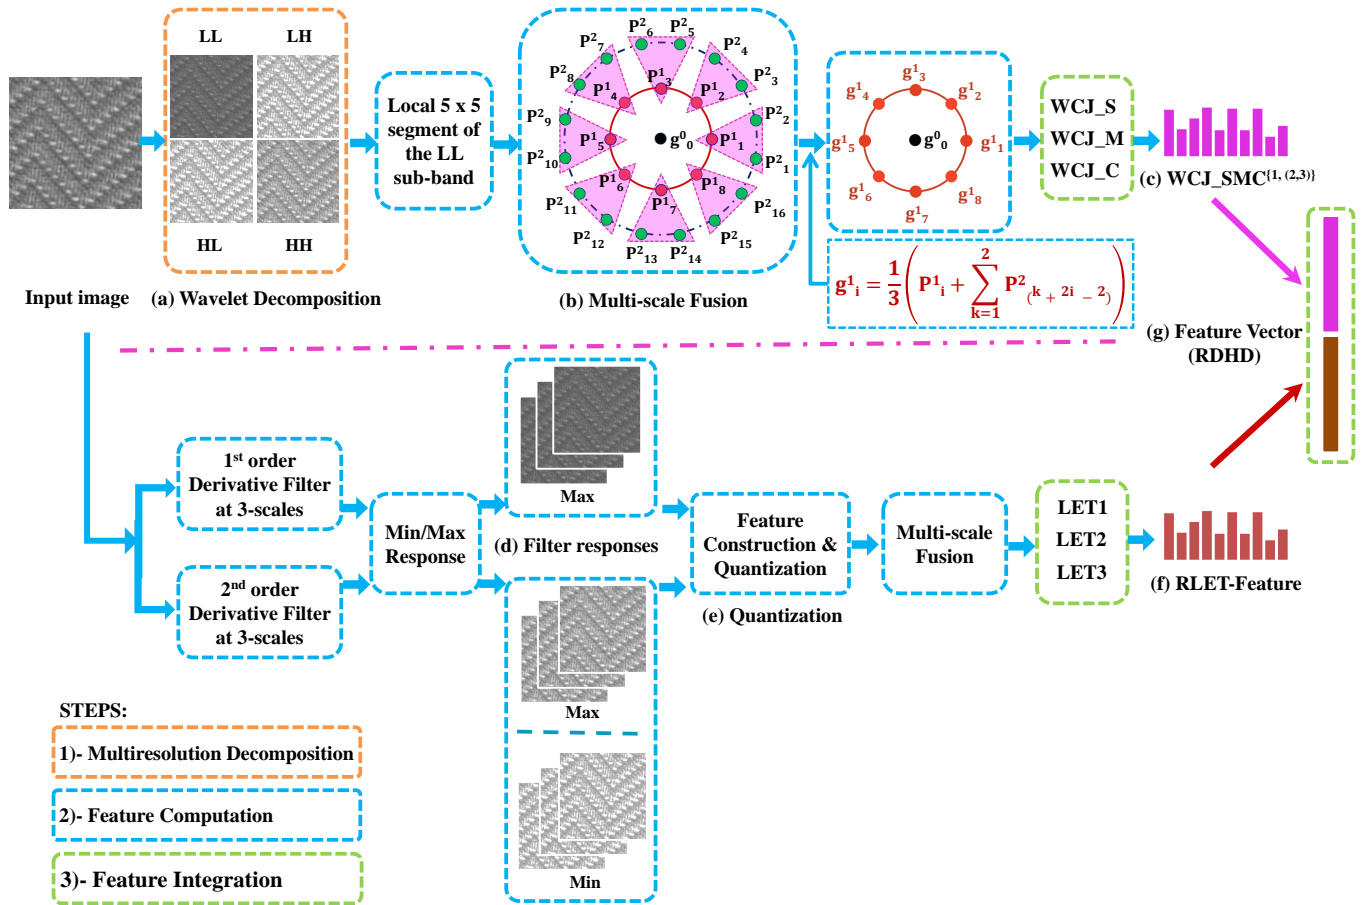 LL LH
HL HH
Input image
(a) Wavelet Decomposition
Local 5 x 5
segment of
the LL
sub-band
P²₆ P²₅
P²₇ P²₄
P²₈ P²₃
P¹₃
P¹₄ P¹₂
P²₉ P²₂
P¹₅ g⁰₀ P¹₁
P²₁₀ P²₁
P¹₆ P¹₈
P¹₇
P²₁₁ P²₁₆
P²₁₂ P²₁₅
P²₁₃ P²₁₄
(b) Multi-scale Fusion
g¹₃
g¹₄ g¹₂
g¹₅ g⁰₀ g¹₁
g¹₆ g¹₈
g¹₇
g¹ᵢ = 1/3 ( P¹ᵢ + ∑_{k=1}^{2} P²_{(k + 2i − 2)} )
WCJ_S
WCJ_M
WCJ_C
(c) WCJ_SMC^{{1, (2,3)}}
(g) Feature Vector
(RDHD)
1st order
Derivative Filter
at 3-scales
2nd order
Derivative Filter
at 3-scales
Min/Max
Response
Max
(d) Filter responses
Max
Min
Feature
Construction &
Quantization
(e) Quantization
Multi-scale
Fusion
LET1
LET2
LET3
(f) RLET-Feature
STEPS:
1)- Multiresolution Decomposition
2)- Feature Computation
3)- Feature Integration